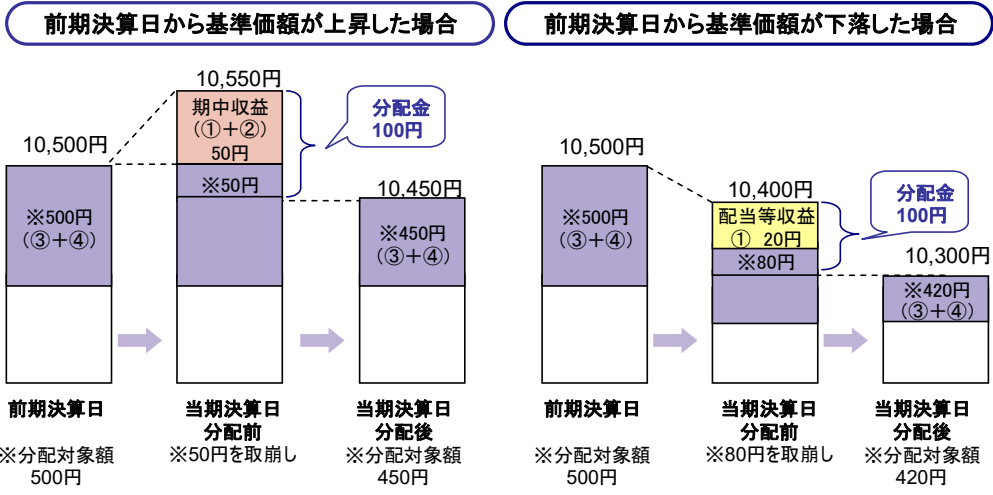 前期決算日から基準価額が上昇した場合
10,500円
※500円
(③+④)
10,550円
期中収益
(①+②)
50円
※50円
分配金
100円
10,450円
※450円
(③+④)
前期決算日
※分配対象額
500円
当期決算日
分配前
※50円を取崩し
当期決算日
分配後
※分配対象額
450円
前期決算日から基準価額が下落した場合
10,500円
※500円
(③+④)
10,400円
配当等収益
① 20円
※80円
分配金
100円
10,300円
※420円
(③+④)
前期決算日
※分配対象額
500円
当期決算日
分配前
※80円を取崩し
当期決算日
分配後
※分配対象額
420円